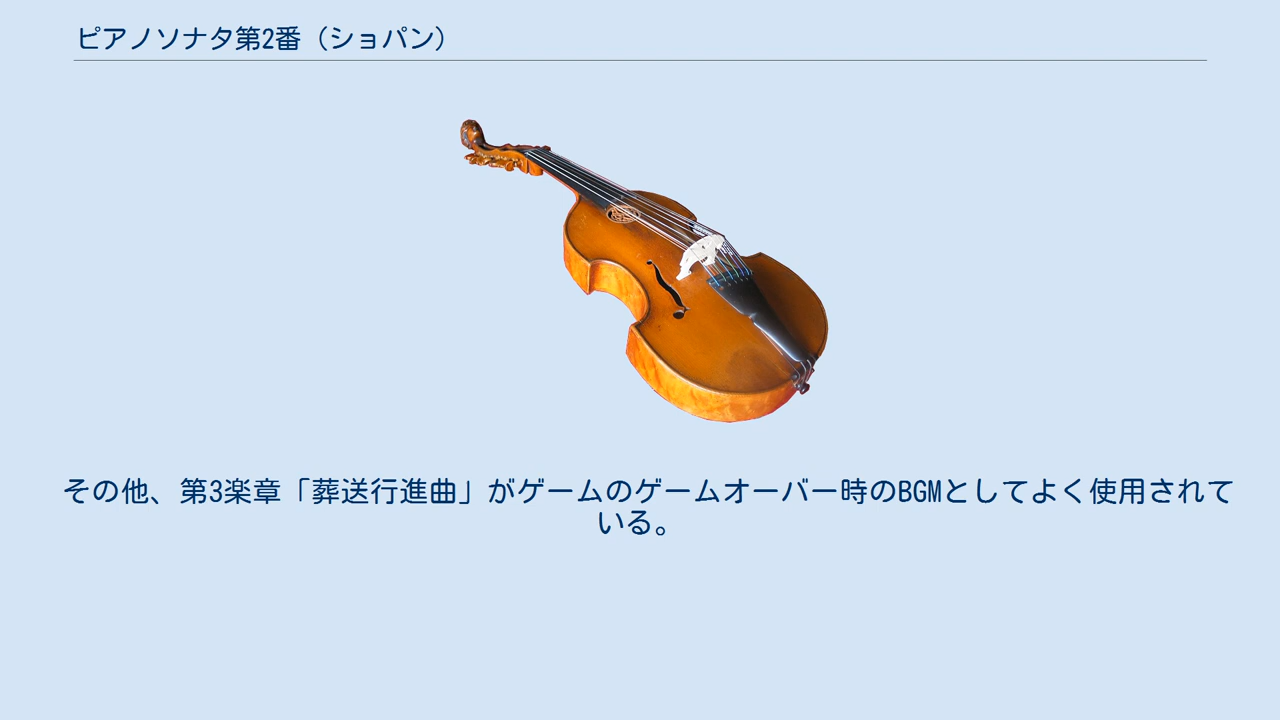 ピアノソナタ第2番（ショパン）
その他、第3楽章「葬送行進曲」がゲームのゲームオーバー時のBGMとしてよく使用されて
いる。